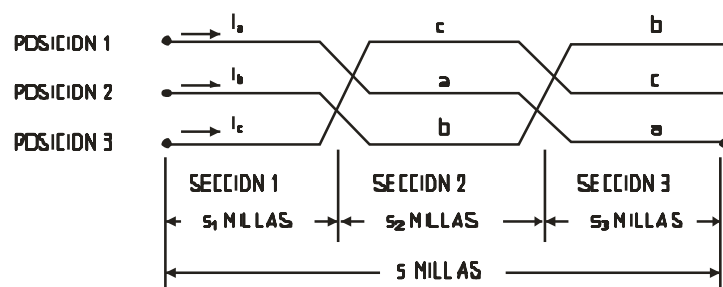 POSICION 1 Ia c b
POSICION 2 Ib a c
POSICION 3 Ic b a
SECCION 1 SECCION 2 SECCION 3
s1 MILLAS s2 MILLAS s3 MILLAS
s MILLAS